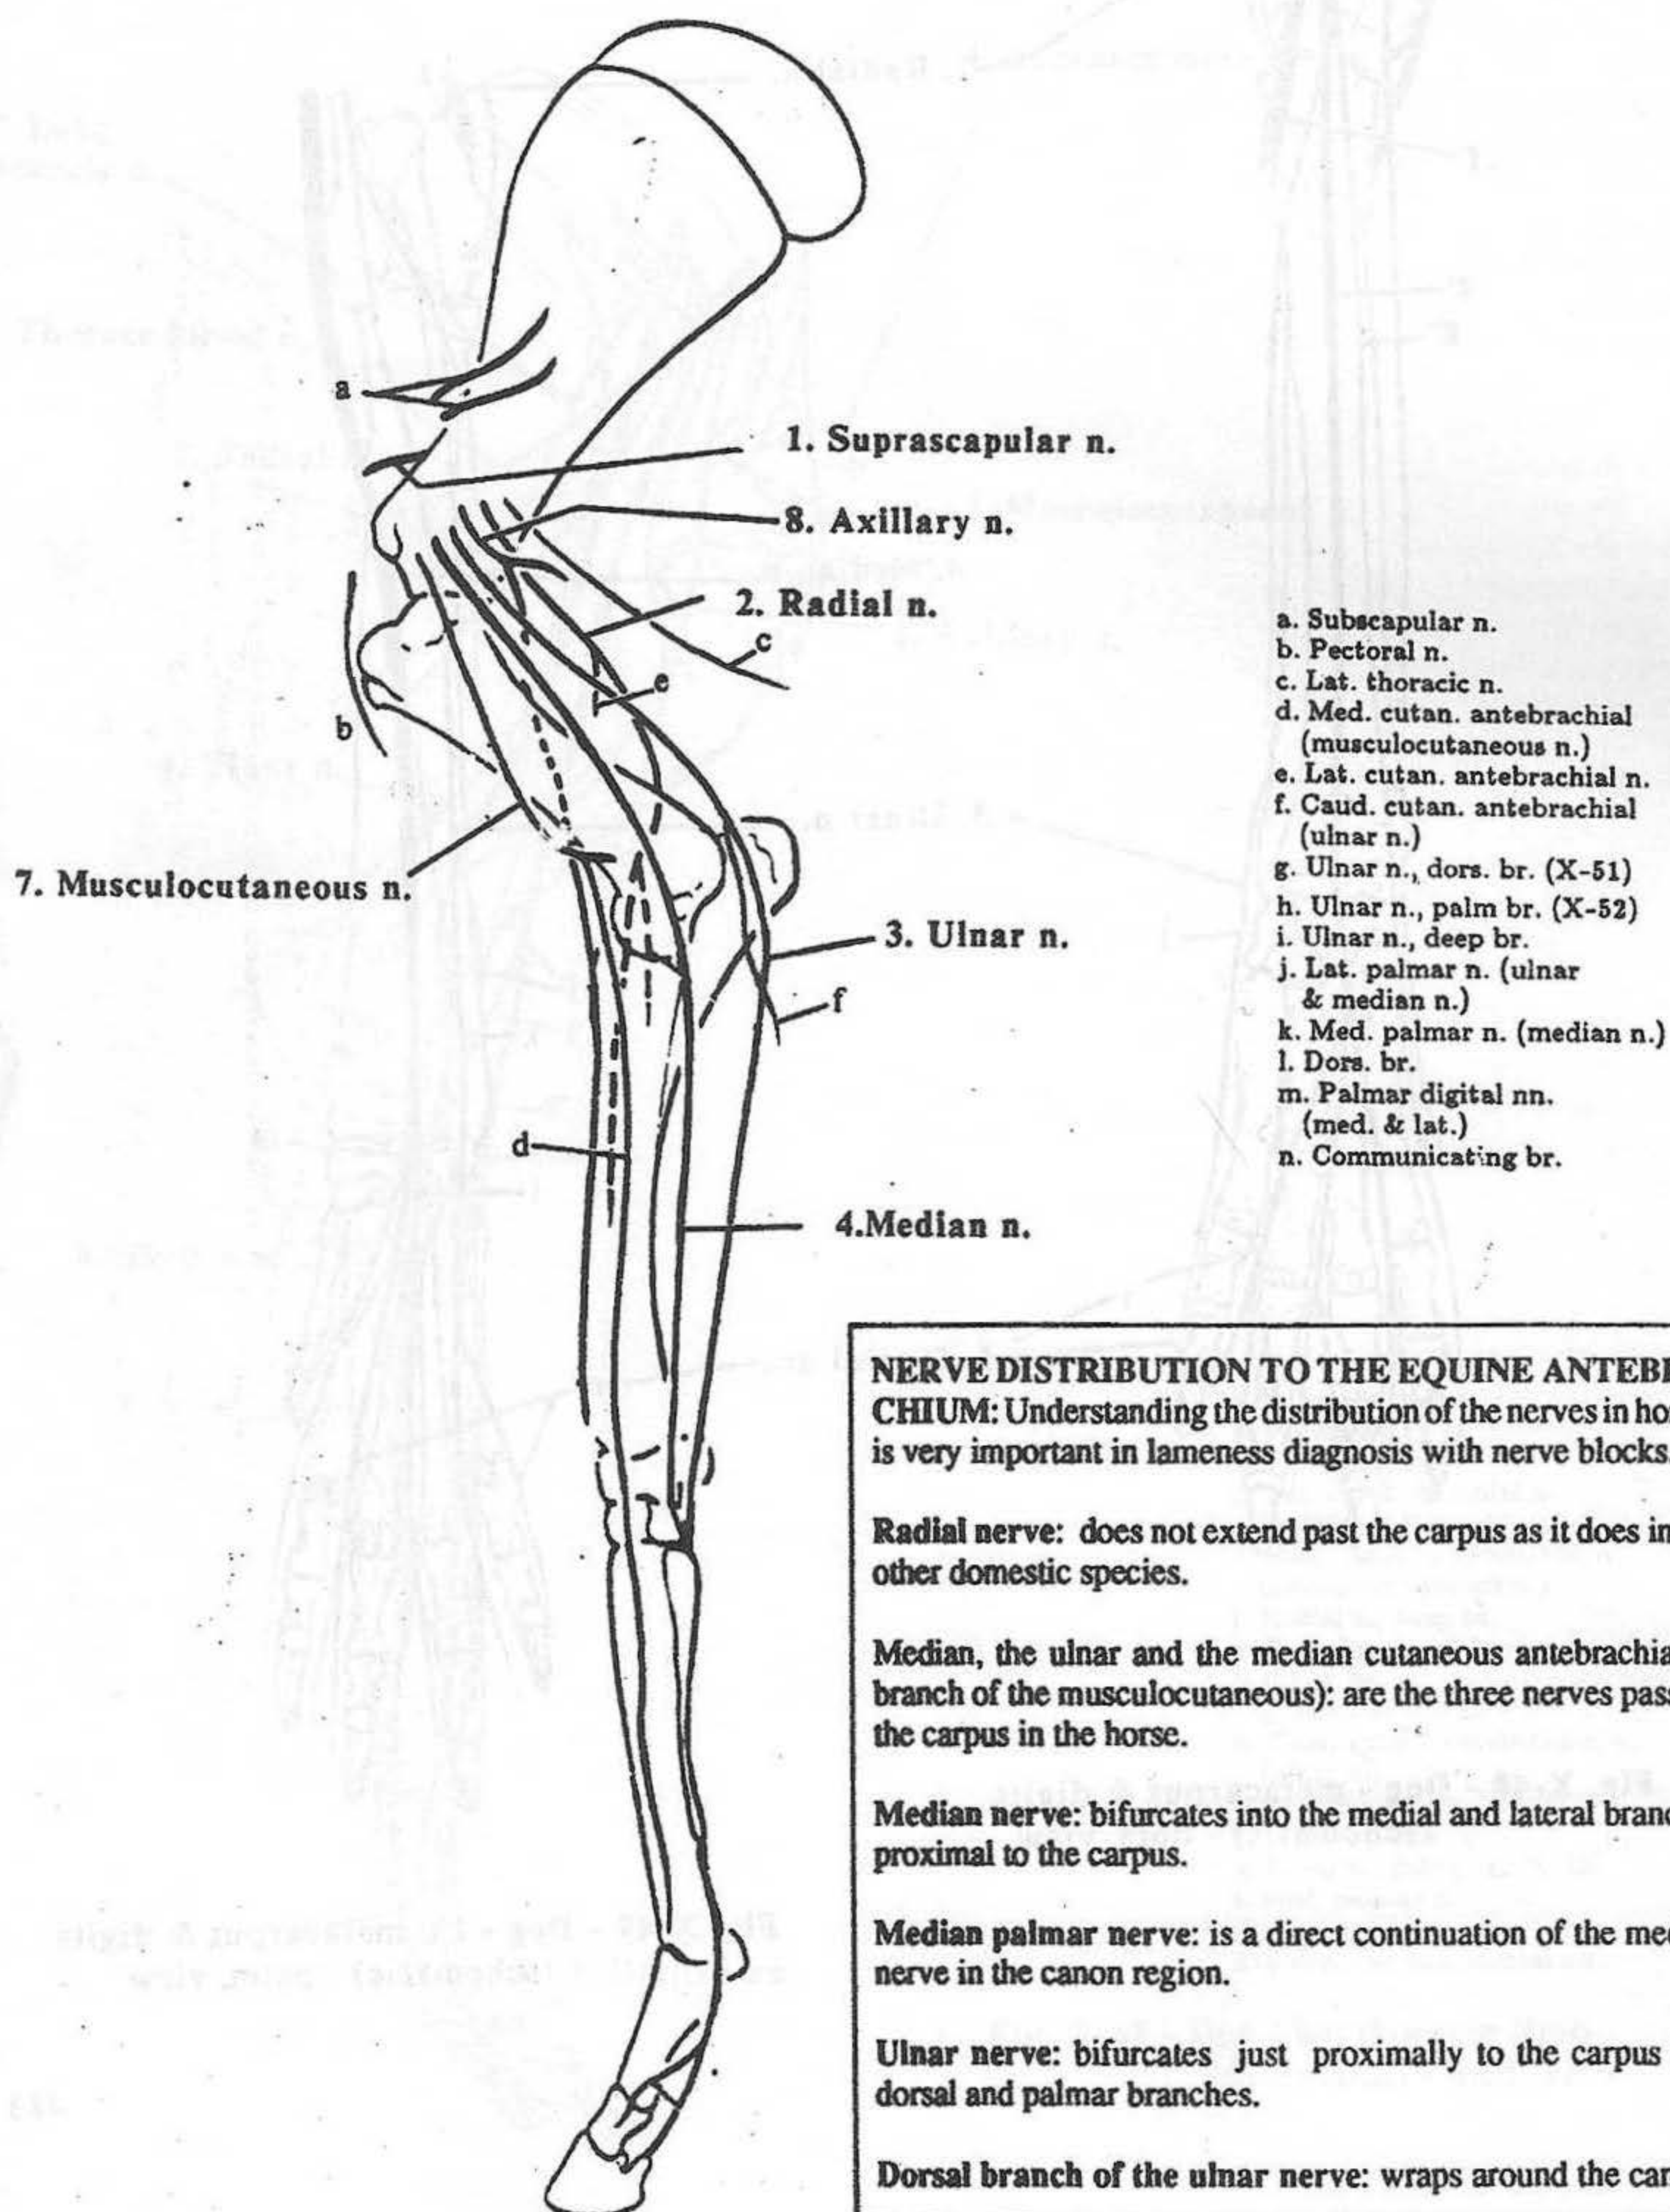 a
1. Suprascapular n.
8. Axillary n.
2. Radial n.
c
e
b
7. Musculocutaneous n.
3. Ulnar n.
f
d
4.Median n.
a. Subscapular n.
b. Pectoral n.
c. Lat. thoracic n.
d. Med. cutan. antebrachial
(musculocutaneous n.)
e. Lat. cutan. antebrachial n.
f. Caud. cutan. antebrachial
(ulnar n.)
g. Ulnar n., dors. br. (X-51)
h. Ulnar n., palm br. (X-52)
i. Ulnar n., deep br.
j. Lat. palmar n. (ulnar
& median n.)
k. Med. palmar n. (median n.)
l. Dors. br.
m. Palmar digital nn.
(med. & lat.)
n. Communicating br.
NERVE DISTRIBUTION TO THE EQUINE
CHIUM: Understanding the distribution of the nerves in
is very important in lameness diagnosis with nerve blocks.
Radial nerve: does not extend past the carpus as it does in
other domestic species.
Median, the ulnar and the median cutaneous
branch of the musculocutaneous): are the three nerves
the carpus in the horse.
Median nerve: bifurcates into the medial and lateral
proximal to the carpus.
Median palmar nerve: is a direct continuation of the
nerve in the canon region.
Ulnar nerve: bifurcates just proximally to the carpus
dorsal and palmar branches.
Dorsal branch of the ulnar nerve: wraps around the